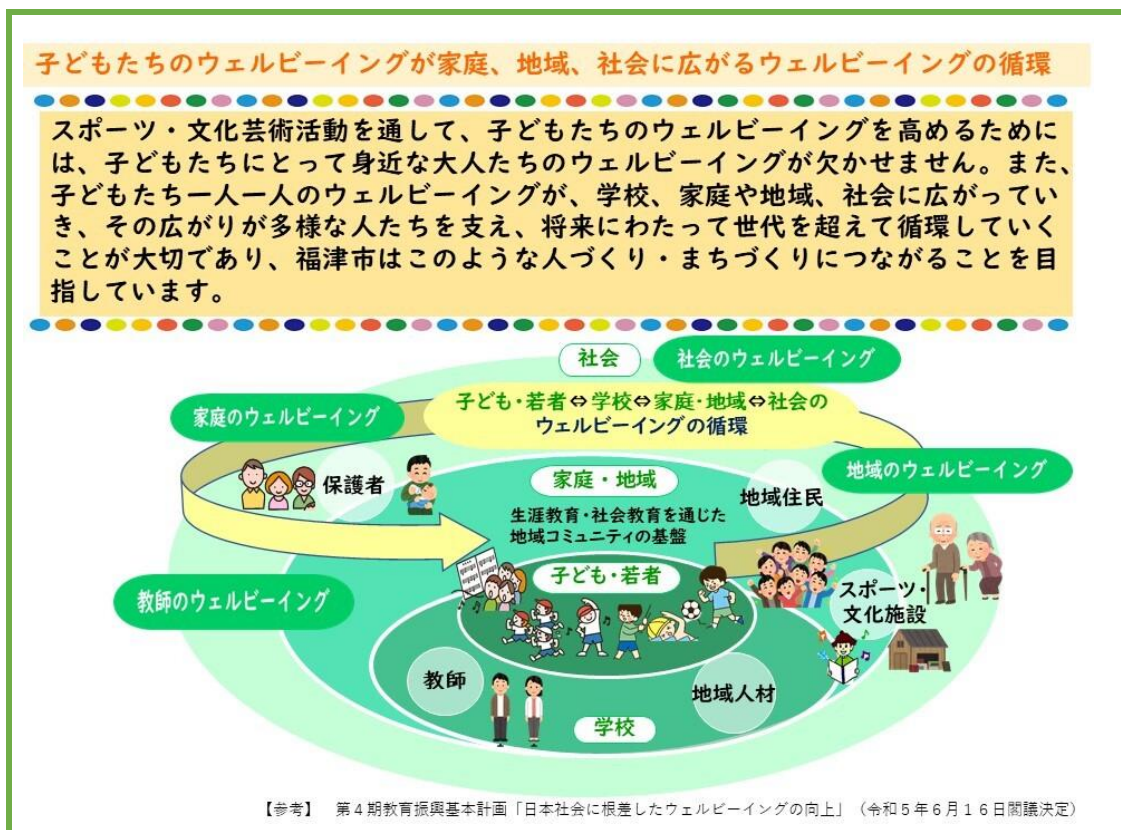 子どもたちのウェルビーイングが家庭、地域、社会に広がるウェルビーイングの循環
スポーツ・文化芸術活動を通して、子どもたちのウェルビーイングを高めるために
は、子どもたちにとって身近な大人たちのウェルビーイングが欠かせません。また、
子どもたち一人一人のウェルビーイングが、学校、家庭や地域、社会に広がってい
き、その広がりが多様な人たちを支え、将来にわたって世代を超えて循環していく
ことが大切であり、福津市はこのような人づくり・まちづくりにつながることを目
指しています。
社会
社会のウェルビーイング
子ども・若者⇔学校⇔家庭・地域⇔社会の
ウェルビーイングの循環
家庭のウェルビーイング
地域のウェルビーイング
保護者
家庭・地域
地域住民
生涯教育・社会教育を通じた
地域コミュニティの基盤
子ども・若者
教師のウェルビーイング
スポーツ・
文化施設
教師
地域人材
学校
【参考】 第４期教育振興基本計画「日本社会に根差したウェルビーイングの向上」（令和５年６月１６日閣議決定）